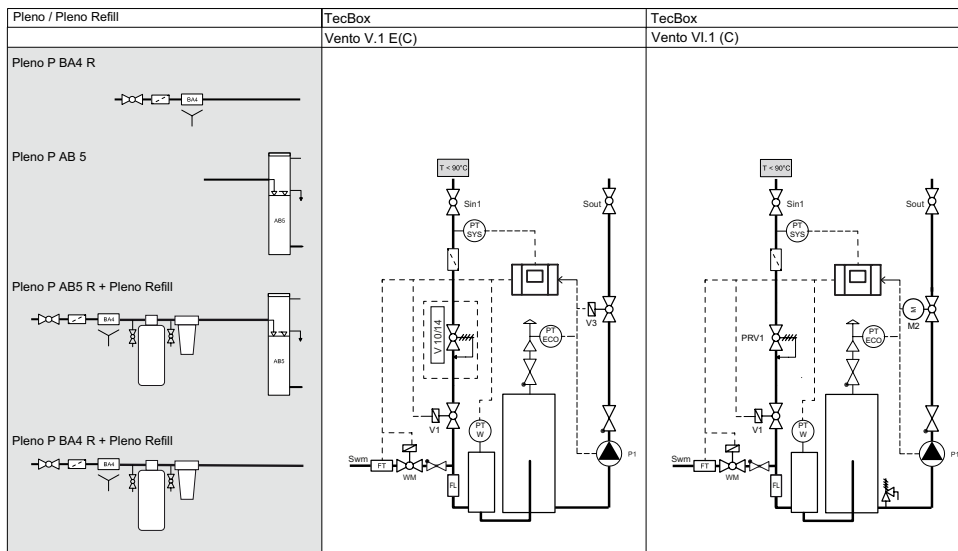 Pleno / Pleno Refill
TecBox
TecBox
Vento V.1 E(C)
Vento VI.1 (C)
Pleno P BA4 R
BA4
Pleno P AB 5
AB5
Pleno P AB5 R + Pleno Refill
BA4
AB5
Pleno P BA4 R + Pleno Refill
BA4
T < 90°C
Sin1
Sout
PT
SYS
V3
V 10/14
PT
ECO
V1
PT
W
P1
Swm
FT
WM
FL
T < 90°C
Sin1
Sout
PT
SYS
M
M2
PRV1
PT
ECO
V1
PT
W
P1
Swm
FT
WM
FL